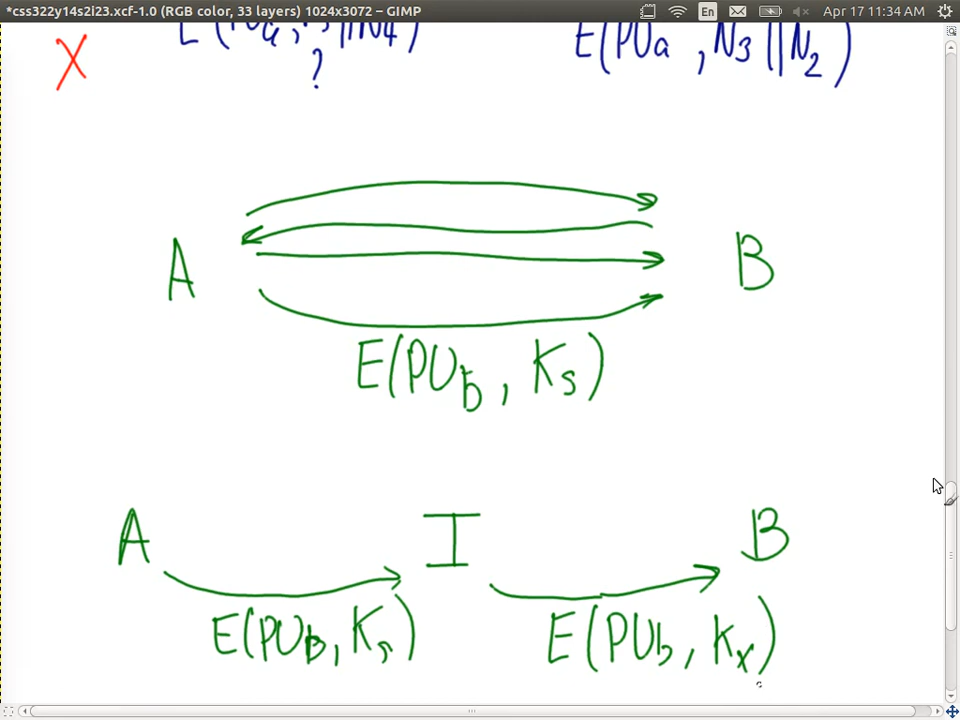 *css322y14s2i23.xcf-1.0 (RGB color, 33 layers) 1024x3072 – GIMP En Apr 17 11:34 AM
X
?
E(PUa , N3 || N2)
A B
E(PUb , Ks)
A I B
E(PUB, Ks) E(PUb, Kx)